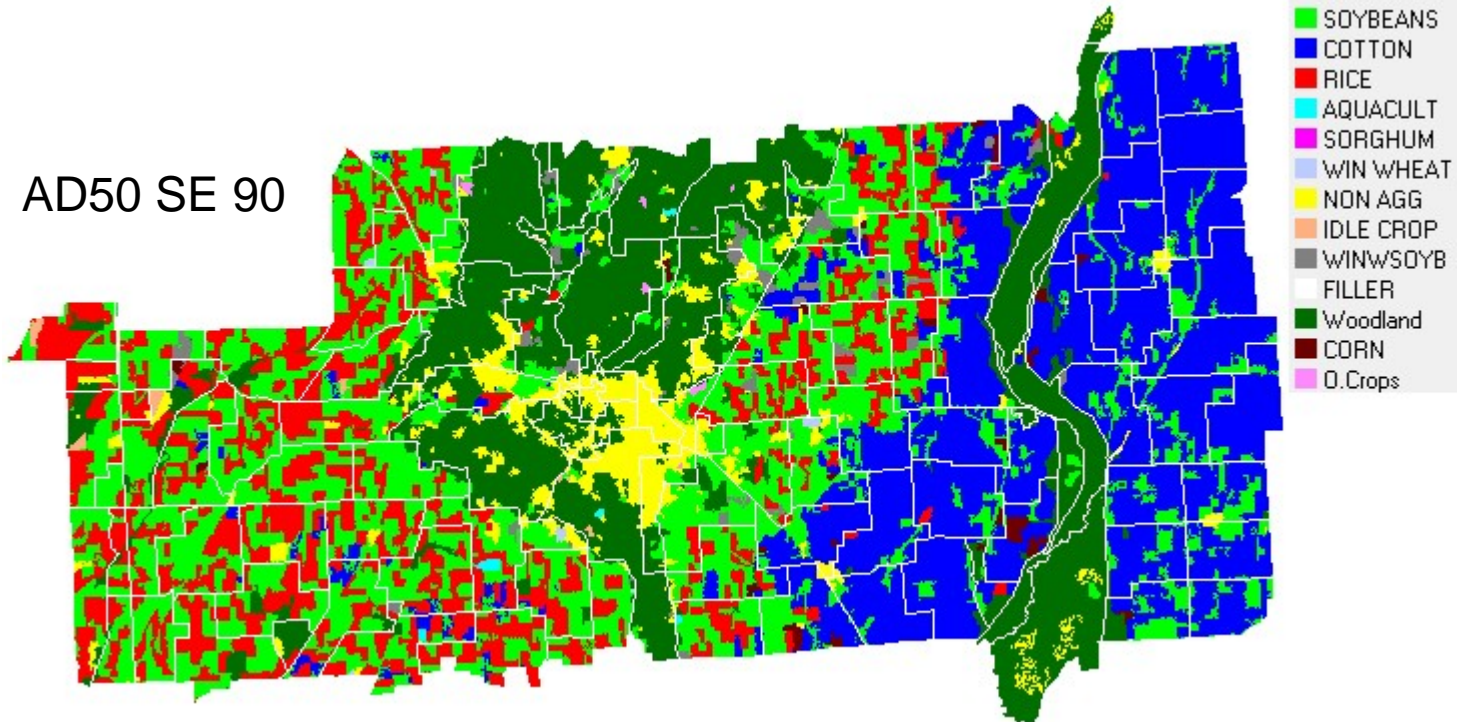 AD50 SE 90
SOYBEANS
COTTON
RICE
AQUACULT
SORGHUM
WIN WHEAT
NON AGG
IDLE CROP
WINWSOYB
FILLER
Woodland
CORN
O.Crops